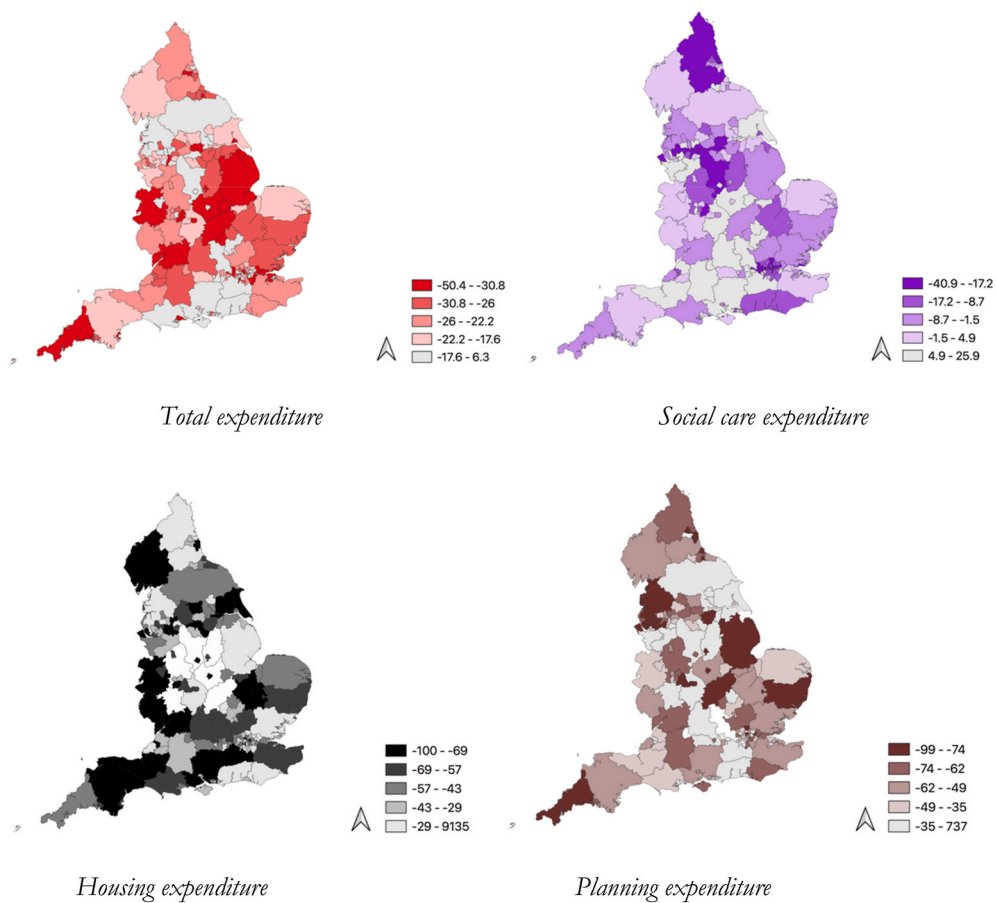 -50.4 - -30.8
-30.8 - -26
-26 - -22.2
-22.2 - -17.6
-17.6 - 6.3
Total expenditure
-40.9 - -17.2
-17.2 - -8.7
-8.7 - -1.5
-1.5 - 4.9
4.9 - 25.9
Social care expenditure
-100 - -69
-69 - -57
-57 - -43
-43 - -29
-29 - 9135
Housing expenditure
-99 - -74
-74 - -62
-62 - -49
-49 - -35
-35 - 737
Planning expenditure